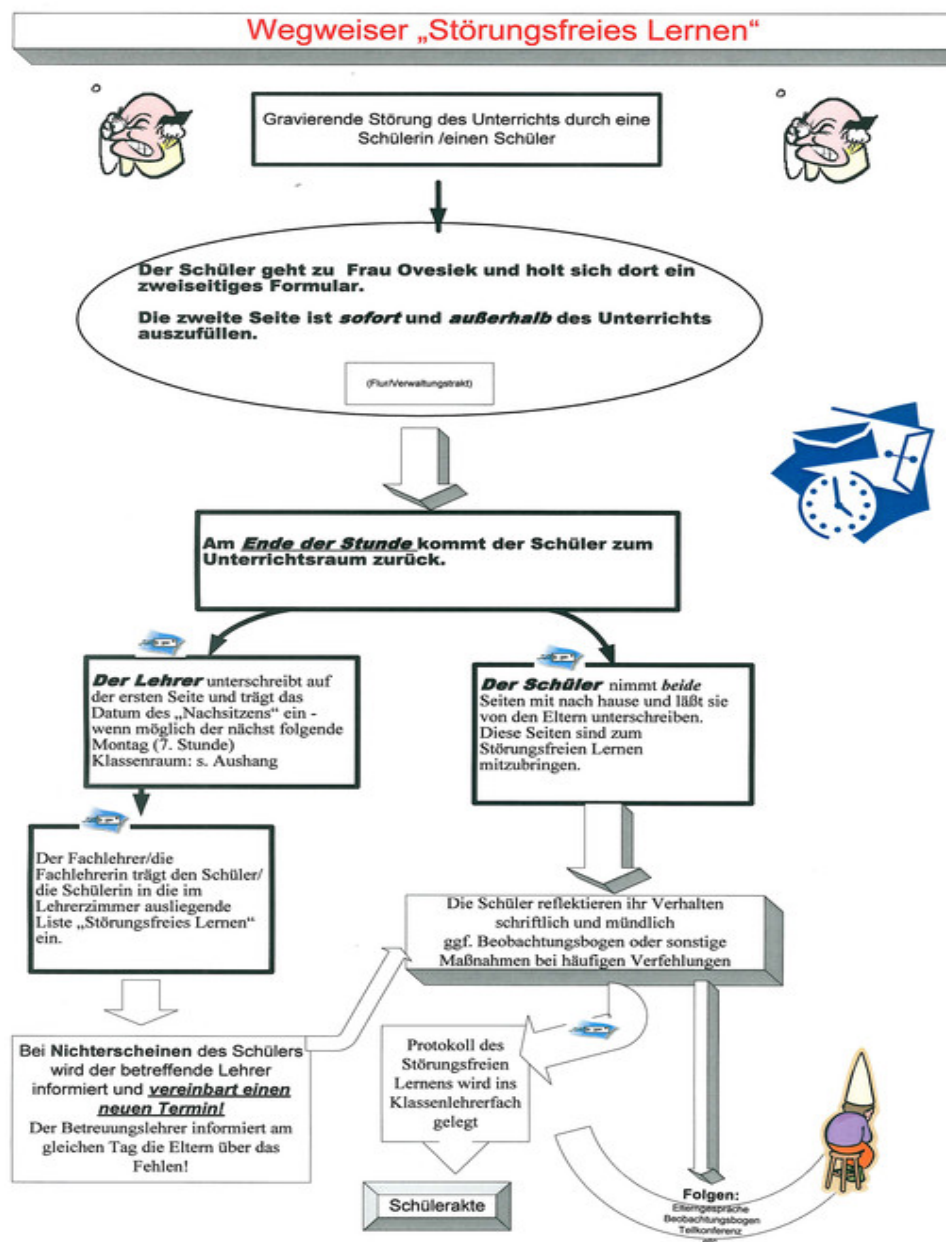 Wegweiser „Störungsfreies Lernen“
Gravierende Störung des Unterrichts durch eine
Schülerin /einen Schüler
Der Schüler geht zu Frau Ovesiek und holt sich dort ein
zweiseitiges Formular.
Die zweite Seite ist sofort und außerhalb des Unterrichts
auszufüllen.
(Flur/Verwaltungstrakt)
Am Ende der Stunde kommt der Schüler zum
Unterrichtsraum zurück.
Der Lehrer unterschreibt auf
der ersten Seite und trägt das
Datum des „Nachsitzens“ ein -
wenn möglich der nächst folgende
Montag (7. Stunde)
Klassenraum: s. Aushang
Der Schüler nimmt beide
Seiten mit nach hause und läßt sie
von den Eltern unterschreiben.
Diese Seiten sind zum
Störungsfreien Lernen
mitzubringen.
Der Fachlehrer/die
Fachlehrerin trägt den Schüler/
die Schülerin in die im
Lehrerzimmer ausliegende
Liste „Störungsfreies Lernen“
ein.
Die Schüler reflektieren ihr Verhalten
schriftlich und mündlich
ggf. Beobachtungsbogen oder sonstige
Maßnahmen bei häufigen Verfehlungen
Bei Nichterscheinen des Schülers
wird der betreffende Lehrer
informiert und vereinbart einen
neuen Termin!
Der Betreuungslehrer informiert am
gleichen Tag die Eltern über das
Fehlen!
Protokoll des
Störungsfreien
Lernens wird ins
Klassenlehrerfach
gelegt
Schülerakte
Folgen:
Elterngespräche
Beobachtungsbogen
Teilkonferenz